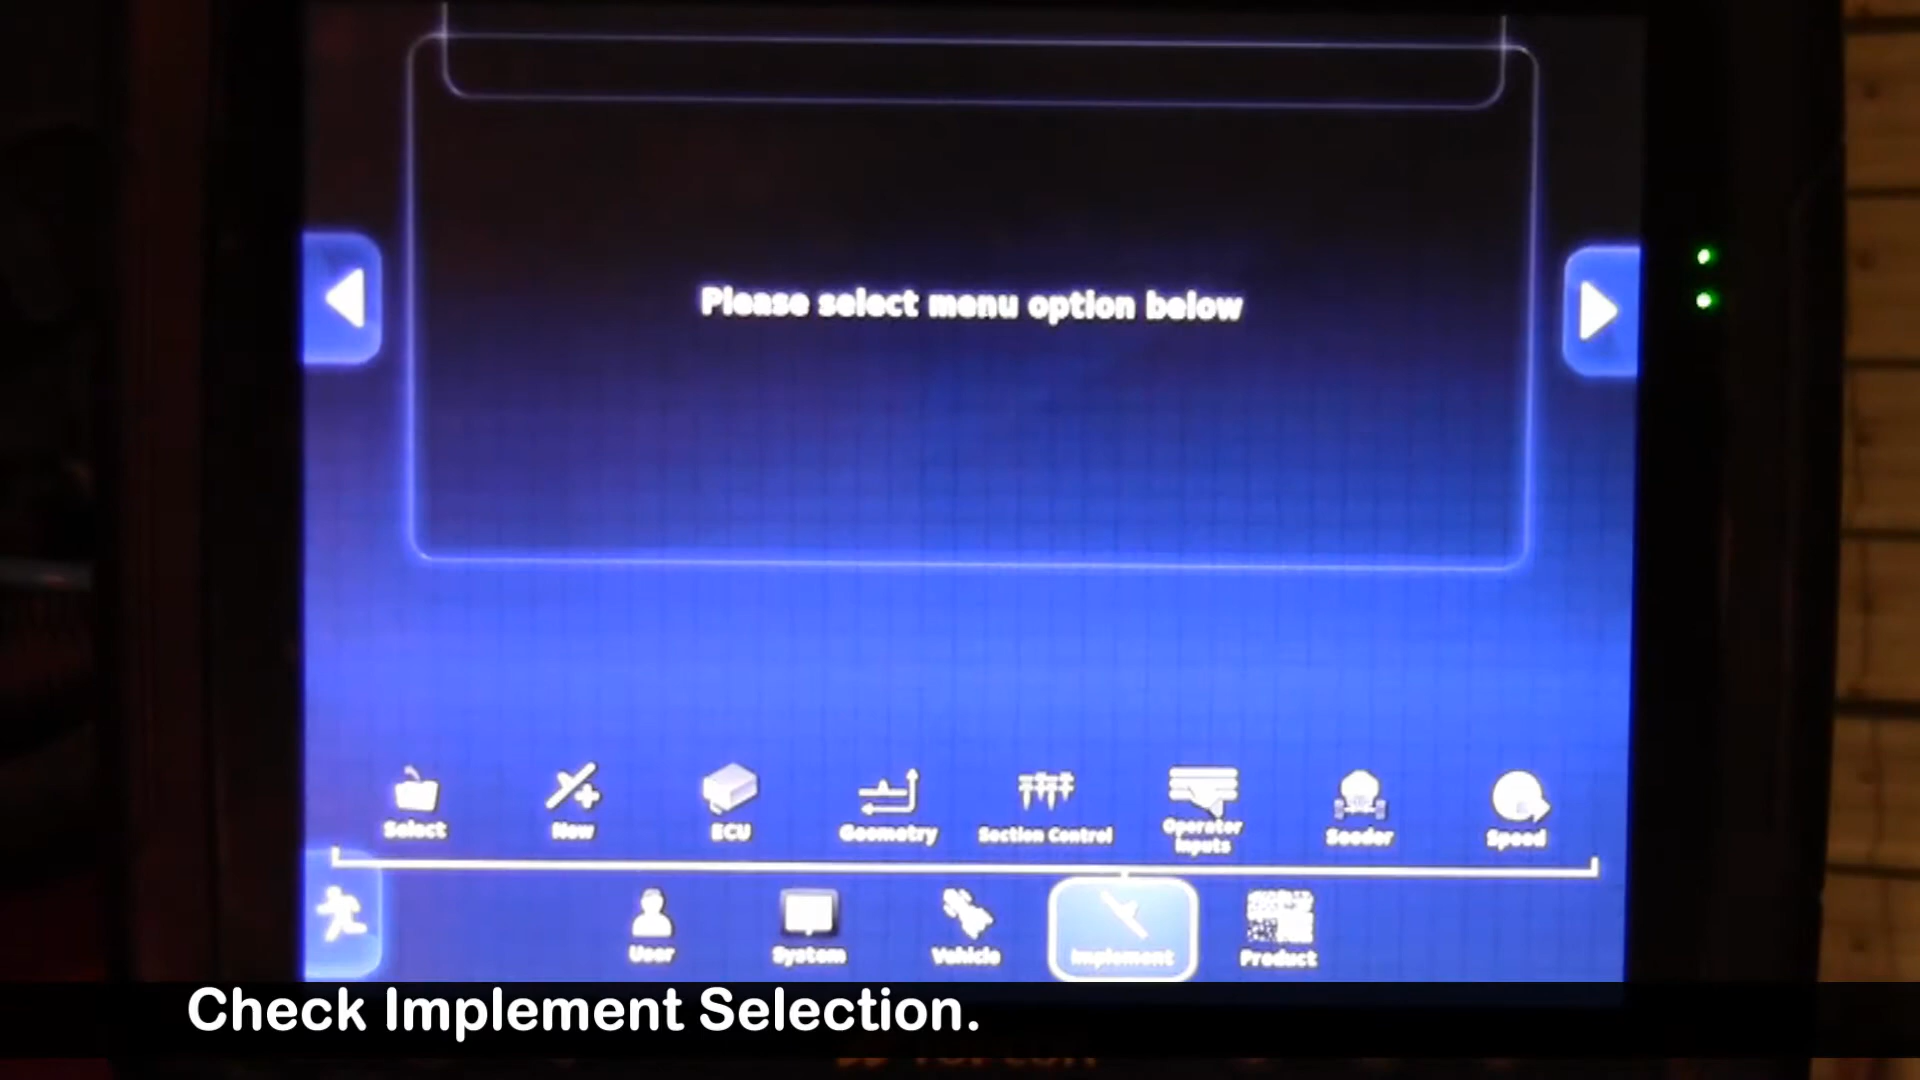 Please select menu option below
Select
New
ECU
Geometry
Section Control
Operator
Inputs
Seeder
Speed
User
System
Vehicle
Implement
Product
Check Implement Selection.